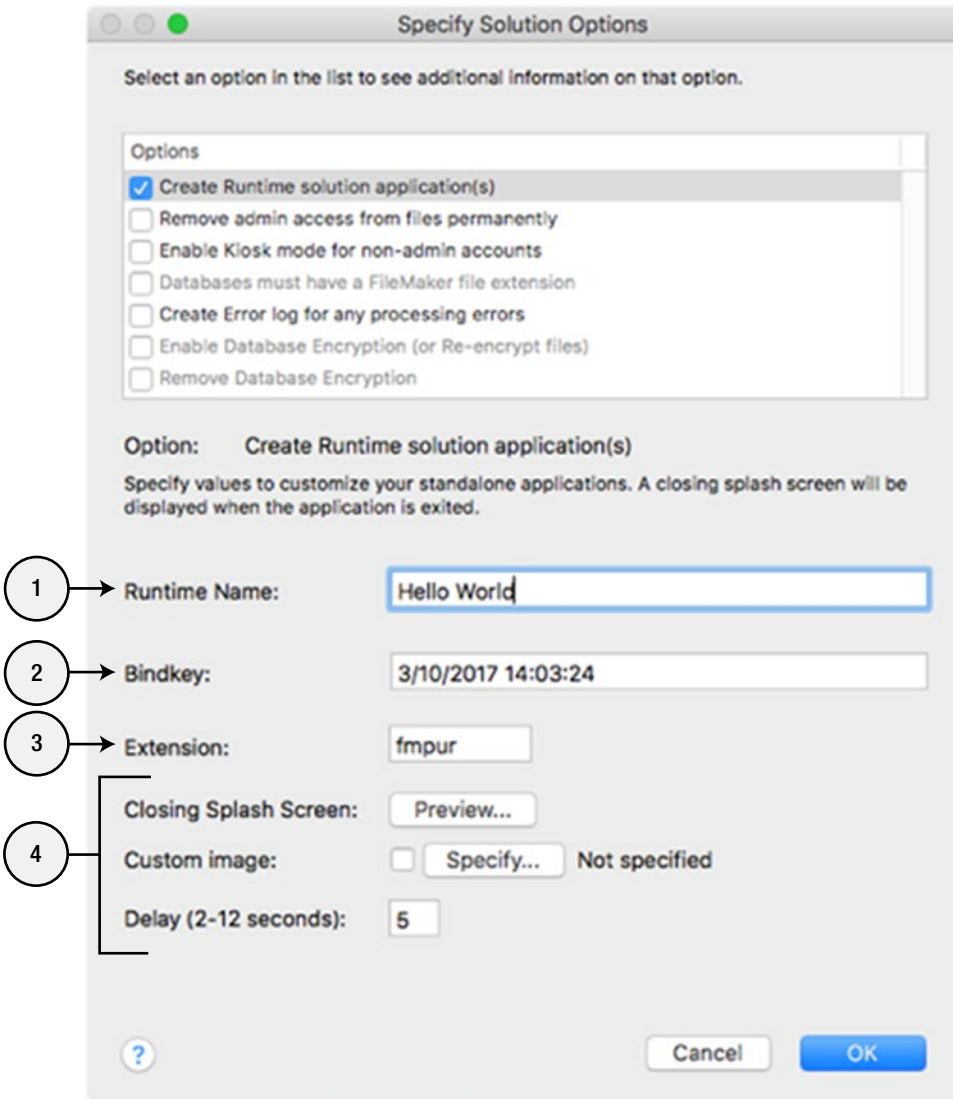 Specify Solution Options
Select an option in the list to see additional information on that option.
Options
Create Runtime solution application(s)
Remove admin access from files permanently
Enable Kiosk mode for non-admin accounts
Databases must have a FileMaker file extension
Create Error log for any processing errors
Enable Database Encryption (or Re-encrypt files)
Remove Database Encryption
Option: Create Runtime solution application(s)
Specify values to customize your standalone applications. A closing splash screen will be
displayed when the application is exited.
1 Runtime Name: Hello World
2 Bindkey: 3/10/2017 14:03:24
3 Extension: fmpur
Closing Splash Screen: Preview...
4 Custom image: Specify... Not specified
Delay (2-12 seconds): 5
? Cancel OK